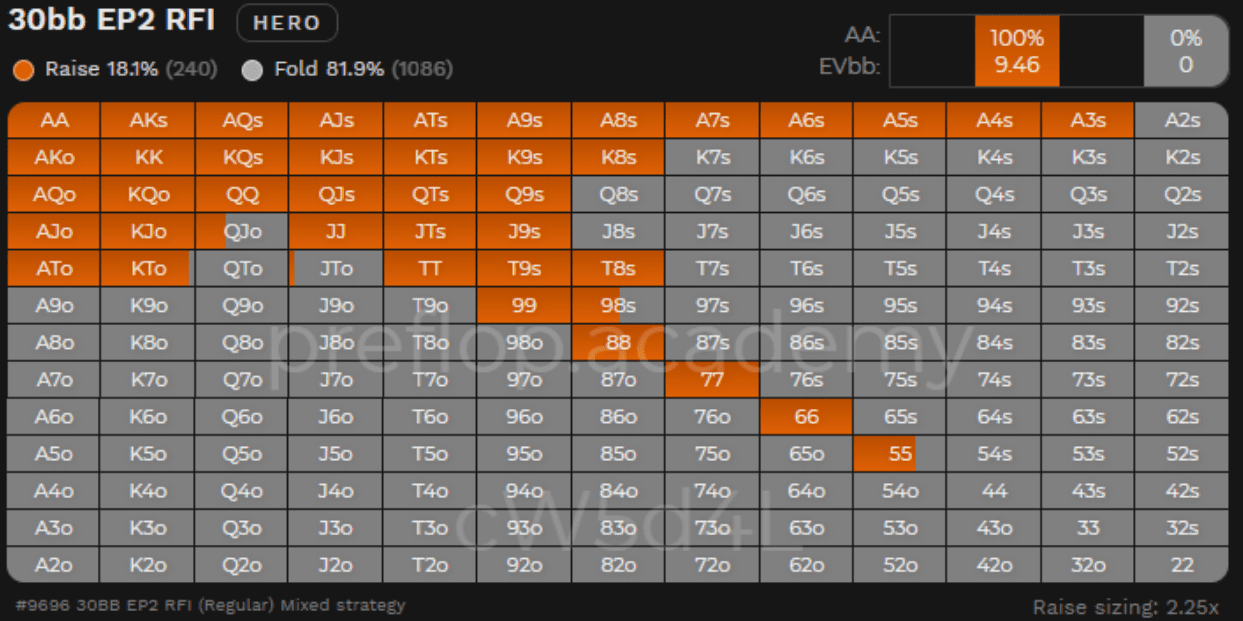 30bb EP2 RFI HERO
Raise 18.1% (240) Fold 81.9% (1086)
AA: 100% 0%
EVbb: 9.46 0
AA AKs AQs AJs ATs A9s A8s A7s A6s A5s A4s A3s A2s
AKo KK KQs KJs KTs K9s K8s K7s K6s K5s K4s K3s K2s
AQo KQo QQ QJs QTs Q9s Q8s Q7s Q6s Q5s Q4s Q3s Q2s
AJo KJo QJo JJ JTs J9s J8s J7s J6s J5s J4s J3s J2s
ATo KTo QTo JTo TT T9s T8s T7s T6s T5s T4s T3s T2s
A9o K9o Q9o J9o T9o 99 98s 97s 96s 95s 94s 93s 92s
preflop.academy
A8o K8o Q8o J8o T8o 98o 88 87s 86s 85s 84s 83s 82s
A7o K7o Q7o J7o T7o 97o 87o 77 76s 75s 74s 73s 72s
A6o K6o Q6o J6o T6o 96o 86o 76o 66 65s 64s 63s 62s
A5o K5o Q5o J5o T5o 95o 85o 75o 65o 55 54s 53s 52s
A4o K4o Q4o J4o T4o 94o 84o 74o 64o 54o 44 43s 42s
cW5d4L
A3o K3o Q3o J3o T3o 93o 83o 73o 63o 53o 43o 33 32s
A2o K2o Q2o J2o T2o 92o 82o 72o 62o 52o 42o 32o 22
#9696 30BB EP2 RFI (Regular) Mixed strategy Raise sizing: 2.25x